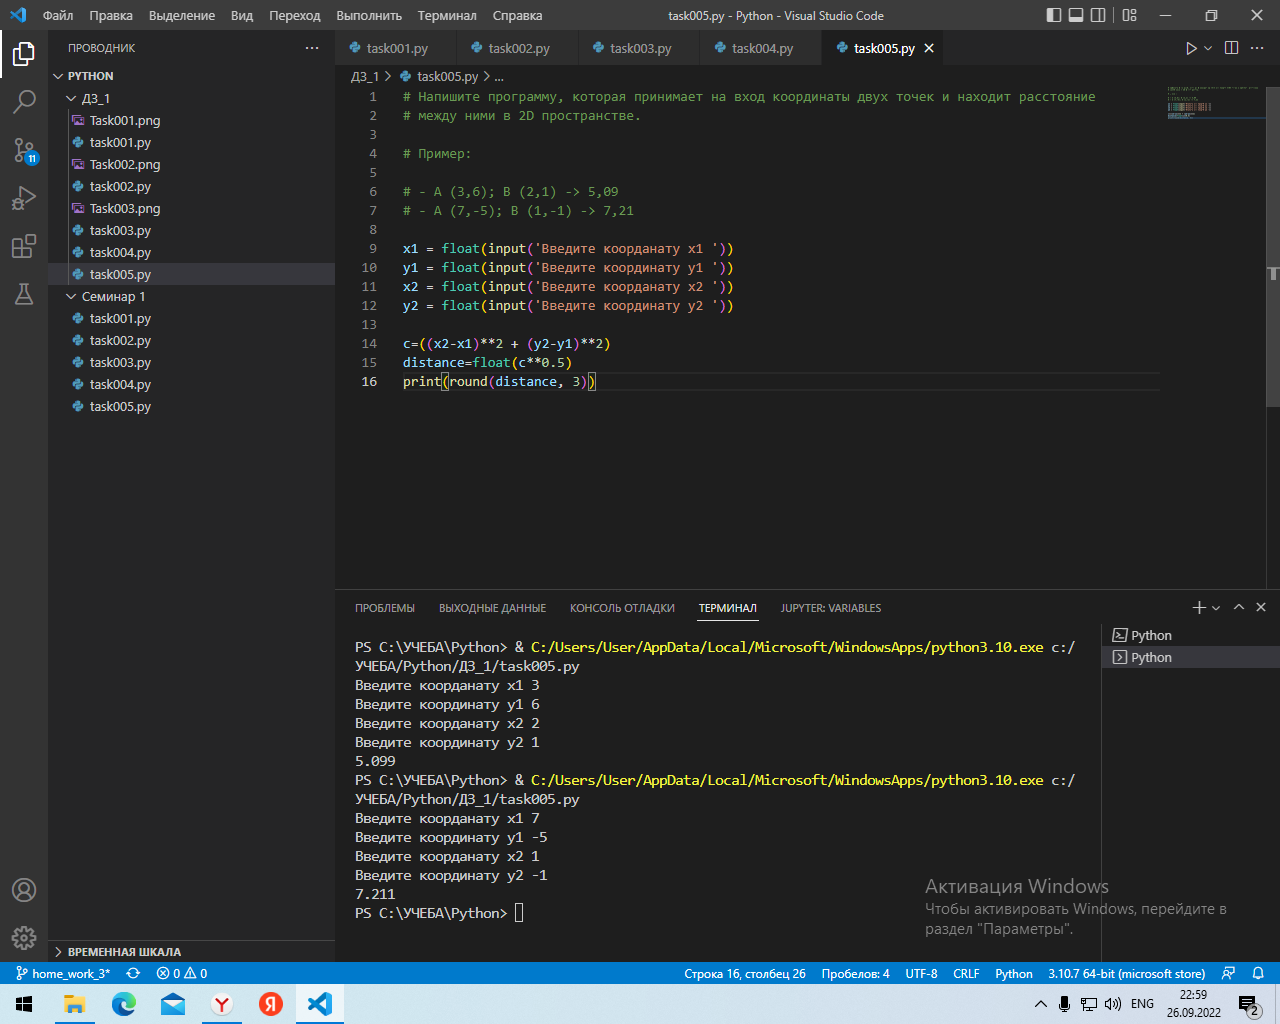 Файл Правка Выделение Вид Переход Выполнить Терминал Справка task005.py - Python - Visual Studio Code
ПРОВОДНИК
PYTHON
ДЗ_1
Task001.png
task001.py
Task002.png
task002.py
Task003.png
task003.py
task004.py
task005.py
Семинар 1
task001.py
task002.py
task003.py
task004.py
task005.py
ВРЕМЕННАЯ ШКАЛА
11
task001.py task002.py task003.py task004.py task005.py
ДЗ_1 > task005.py > ...
1 # Напишите программу, которая принимает на вход координаты двух точек и находит расстояние
2 # между ними в 2D пространстве.
3
4 # Пример:
5
6 # - A (3,6); B (2,1) -> 5,09
7 # - A (7,-5); B (1,-1) -> 7,21
8
9 x1 = float(input('Введите коорданату x1 '))
10 y1 = float(input('Введите координату y1 '))
11 x2 = float(input('Введите коорданату x2 '))
12 y2 = float(input('Введите координату y2 '))
13
14 c=((x2-x1)**2 + (y2-y1)**2)
15 distance=float(c**0.5)
16 print(round(distance, 3))
ПРОБЛЕМЫ ВЫХОДНЫЕ ДАННЫЕ КОНСОЛЬ ОТЛАДКИ ТЕРМИНАЛ JUPYTER: VARIABLES
PS C:\УЧЕБА\Python> & C:/Users/User/AppData/Local/Microsoft/WindowsApps/python3.10.exe c:/
УЧЕБА/Python/ДЗ_1/task005.py
Введите коорданату x1 3
Введите координату y1 6
Введите коорданату x2 2
Введите координату y2 1
5.099
PS C:\УЧЕБА\Python> & C:/Users/User/AppData/Local/Microsoft/WindowsApps/python3.10.exe c:/
УЧЕБА/Python/ДЗ_1/task005.py
Введите коорданату x1 7
Введите координату y1 -5
Введите коорданату x2 1
Введите координату y2 -1
7.211
PS C:\УЧЕБА\Python>
Python
Python
Активация Windows
Чтобы активировать Windows, перейдите в
раздел "Параметры".
home_work_3* 0 0 Строка 16, столбец 26 Пробелов: 4 UTF-8 CRLF Python 3.10.7 64-bit (microsoft store)
ENG
22:59
26.09.2022
2